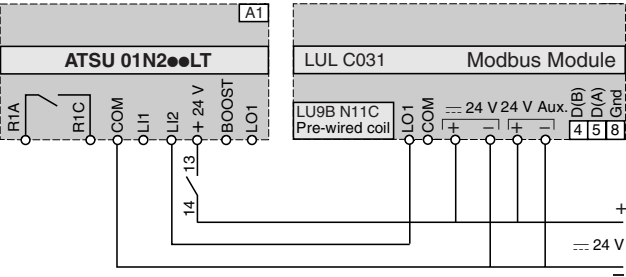 A1
ATSU 01N2●●LT
R1A
R1C
COM
LI1
LI2
+ 24 V
BOOST
LO1
13
14
LUL C031 Modbus Module
LU9B N11C
Pre-wired coil
LO1
COM
⎓ 24 V
+ −
24 V Aux.
+ −
D(B)
D(A)
Gnd
4 5 8
+
⎓ 24 V
−